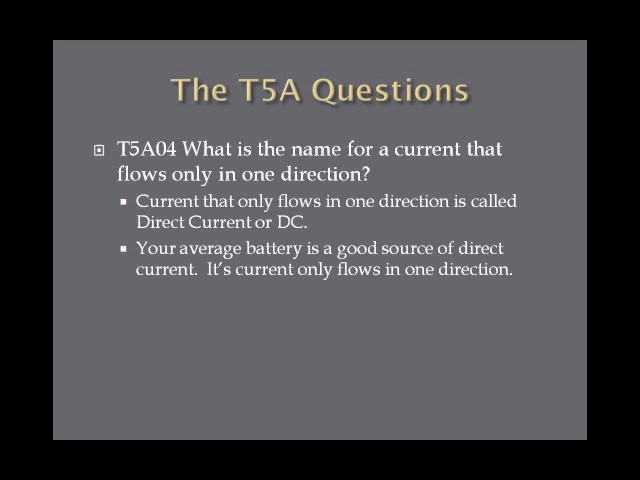 The T5A Questions
T5A04 What is the name for a current that
flows only in one direction?
Current that only flows in one direction is called
Direct Current or DC.
Your average battery is a good source of direct
current.  It's current only flows in one direction.